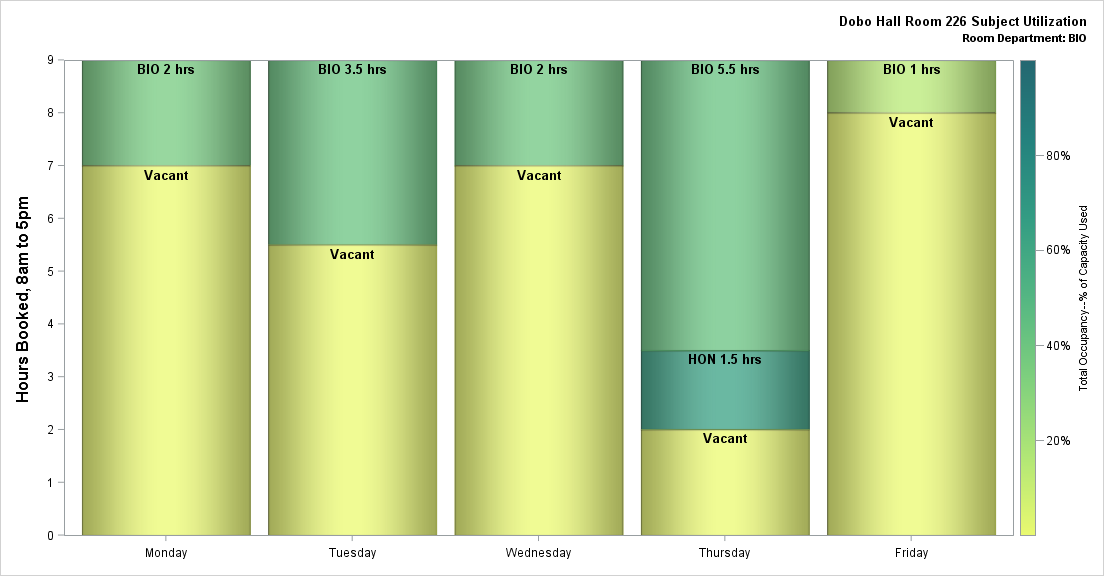 Dobo Hall Room 226 Subject Utilization
Room Department: BIO
Hours Booked, 8am to 5pm
9
8
7
6
5
4
3
2
1
0
BIO 2 hrs
Vacant
BIO 3.5 hrs
Vacant
BIO 2 hrs
Vacant
BIO 5.5 hrs
HON 1.5 hrs
Vacant
BIO 1 hrs
Vacant
Monday
Tuesday
Wednesday
Thursday
Friday
80%
60%
40%
20%
Total Occupancy--% of Capacity Used